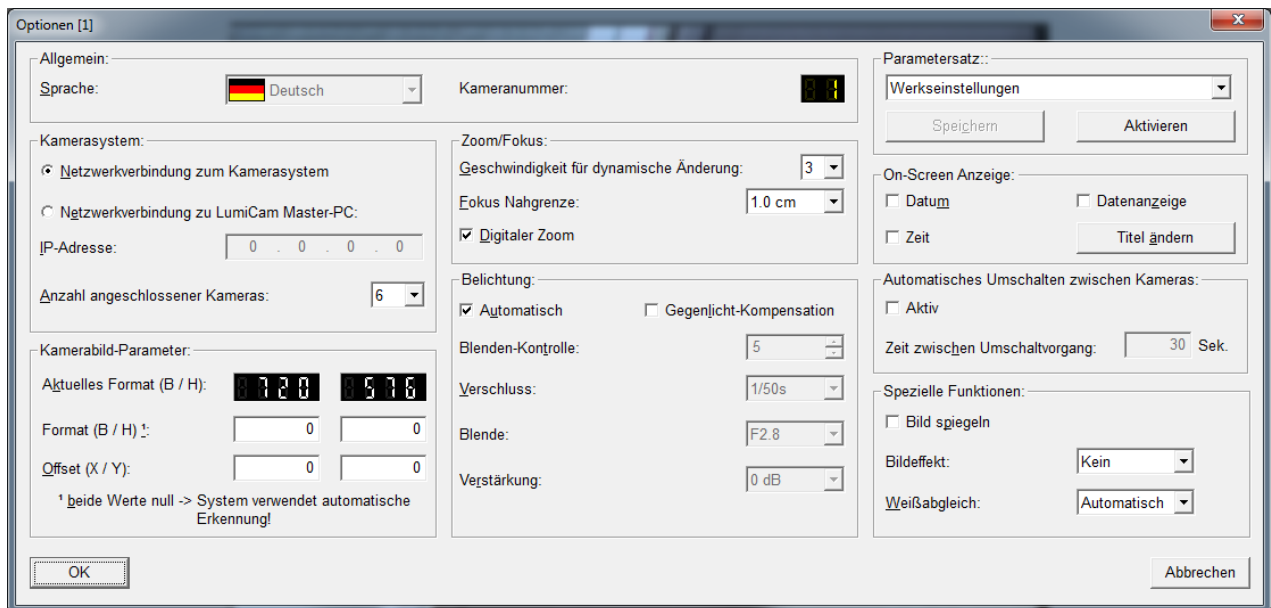 Optionen [1]
Allgemein:
Sprache: Deutsch Kameranummer: 1
Kamerasystem:
Netzwerkverbindung zum Kamerasystem
Netzwerkverbindung zu LumiCam Master-PC:
IP-Adresse: 0 . 0 . 0 . 0
Anzahl angeschlossener Kameras: 6
Kamerabild-Parameter:
Aktuelles Format (B / H): 720 576
Format (B / H) ¹: 0 0
Offset (X / Y): 0 0
¹ beide Werte null -> System verwendet automatische
Erkennung!
Zoom/Fokus:
Geschwindigkeit für dynamische Änderung: 3
Fokus Nahgrenze: 1.0 cm
Digitaler Zoom
Belichtung:
Automatisch Gegenlicht-Kompensation
Blenden-Kontrolle: 5
Verschluss: 1/50s
Blende: F2.8
Verstärkung: 0 dB
Parametersatz::
Werkseinstellungen
Speichern Aktivieren
On-Screen Anzeige:
Datum Datenanzeige
Zeit Titel ändern
Automatisches Umschalten zwischen Kameras:
Aktiv
Zeit zwischen Umschaltvorgang: 30 Sek.
Spezielle Funktionen:
Bild spiegeln
Bildeffekt: Kein
Weißabgleich: Automatisch
OK Abbrechen